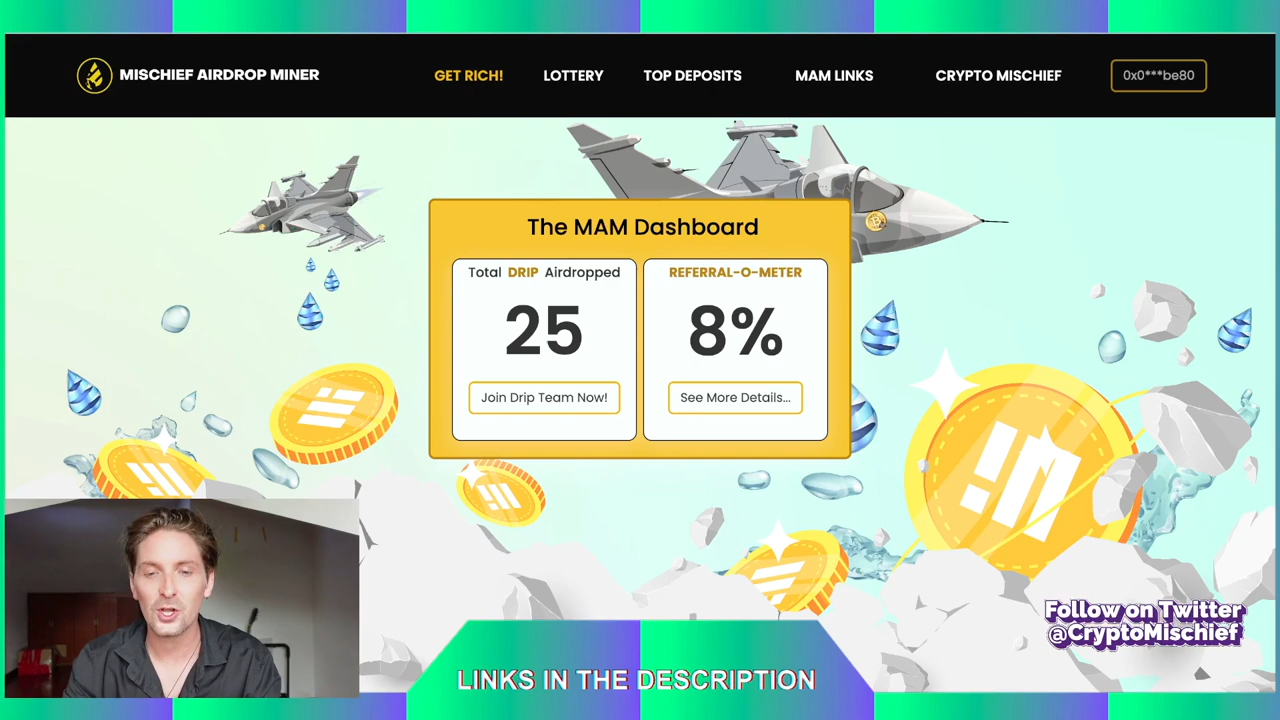 MISCHIEF AIRDROP MINER
GET RICH!
LOTTERY
TOP DEPOSITS
MAM LINKS
CRYPTO MISCHIEF
0x0***be80
The MAM Dashboard
Total DRIP Airdropped
25
Join Drip Team Now!
REFERRAL-O-METER
8%
See More Details...
Follow on Twitter
@CryptoMischief
LINKS IN THE DESCRIPTION